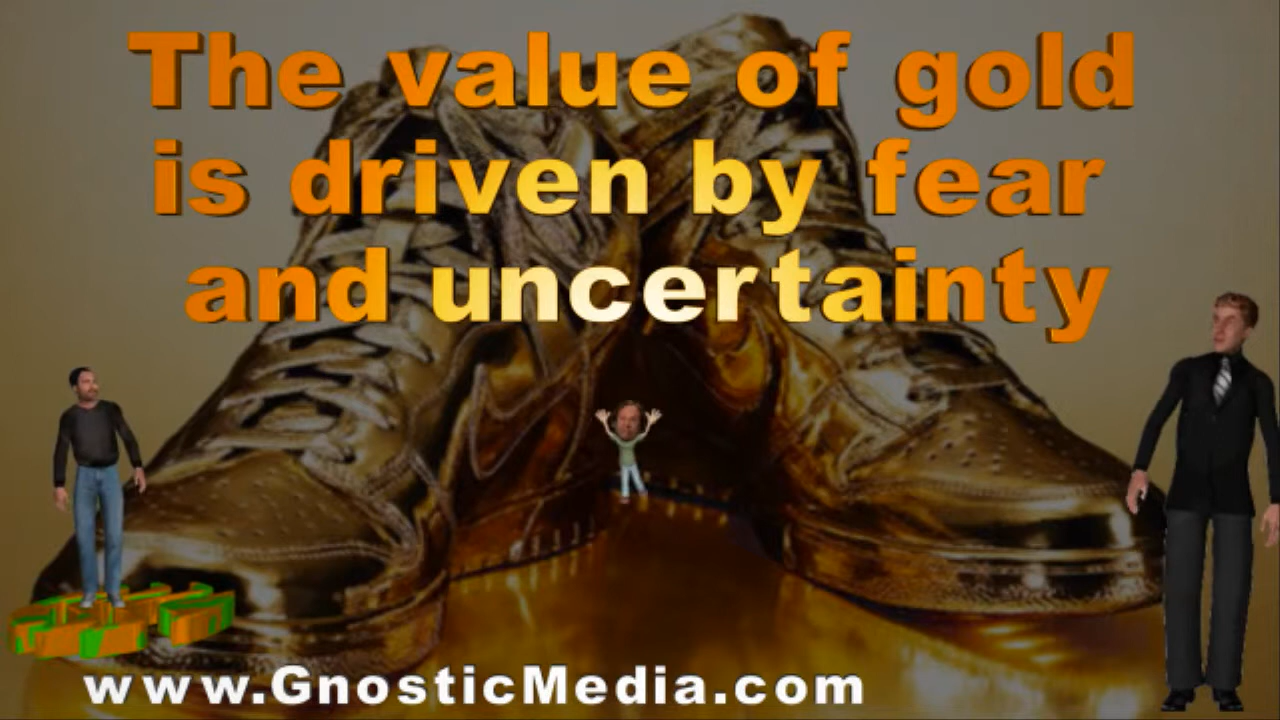 The value of gold
is driven by fear
and uncertainty
www.GnosticMedia.com